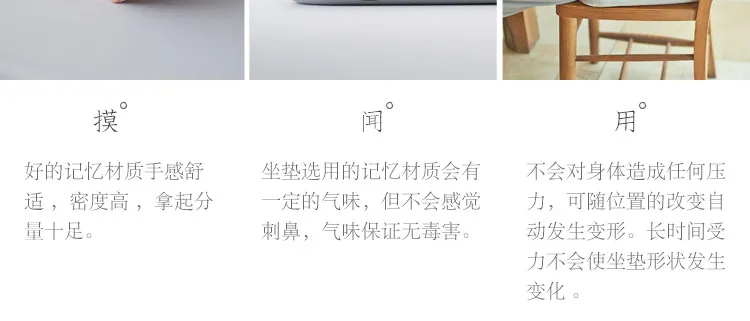 摸°
好的记忆材质手感舒
适 ，密度高 ，拿起分
量十足。
闻°
坐垫选用的记忆材质会有
一定的气味，但不会感觉
刺鼻，气味保证无毒害。
用°
不会对身体造成任何压
力，可随位置的改变自
动发生变形。长时间受
力不会使坐垫形状发生
变化 。